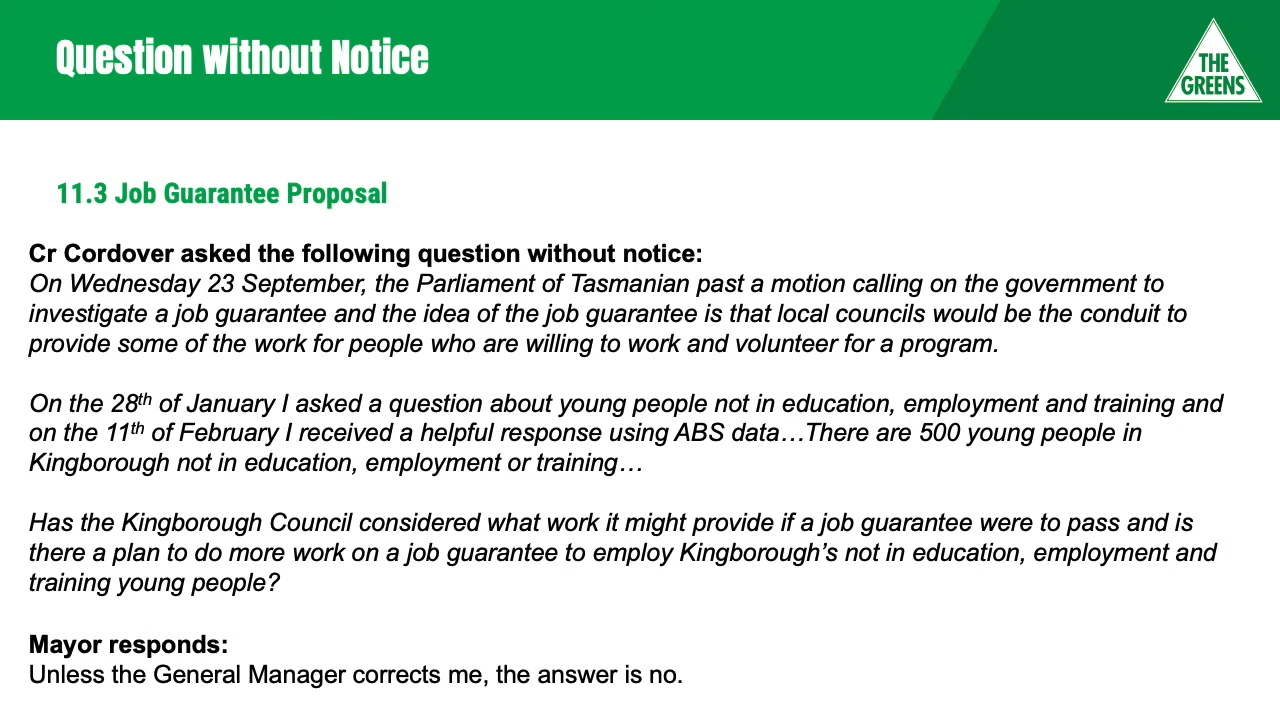 Question without Notice
THE
GREENS
11.3 Job Guarantee Proposal
Cr Cordover asked the following question without notice:
On Wednesday 23 September, the Parliament of Tasmanian past a motion calling on the government to
investigate a job guarantee and the idea of the job guarantee is that local councils would be the conduit to
provide some of the work for people who are willing to work and volunteer for a program.
On the 28th of January I asked a question about young people not in education, employment and training and
on the 11th of February I received a helpful response using ABS data…There are 500 young people in
Kingborough not in education, employment or training…
Has the Kingborough Council considered what work it might provide if a job guarantee were to pass and is
there a plan to do more work on a job guarantee to employ Kingborough’s not in education, employment and
training young people?
Mayor responds:
Unless the General Manager corrects me, the answer is no.